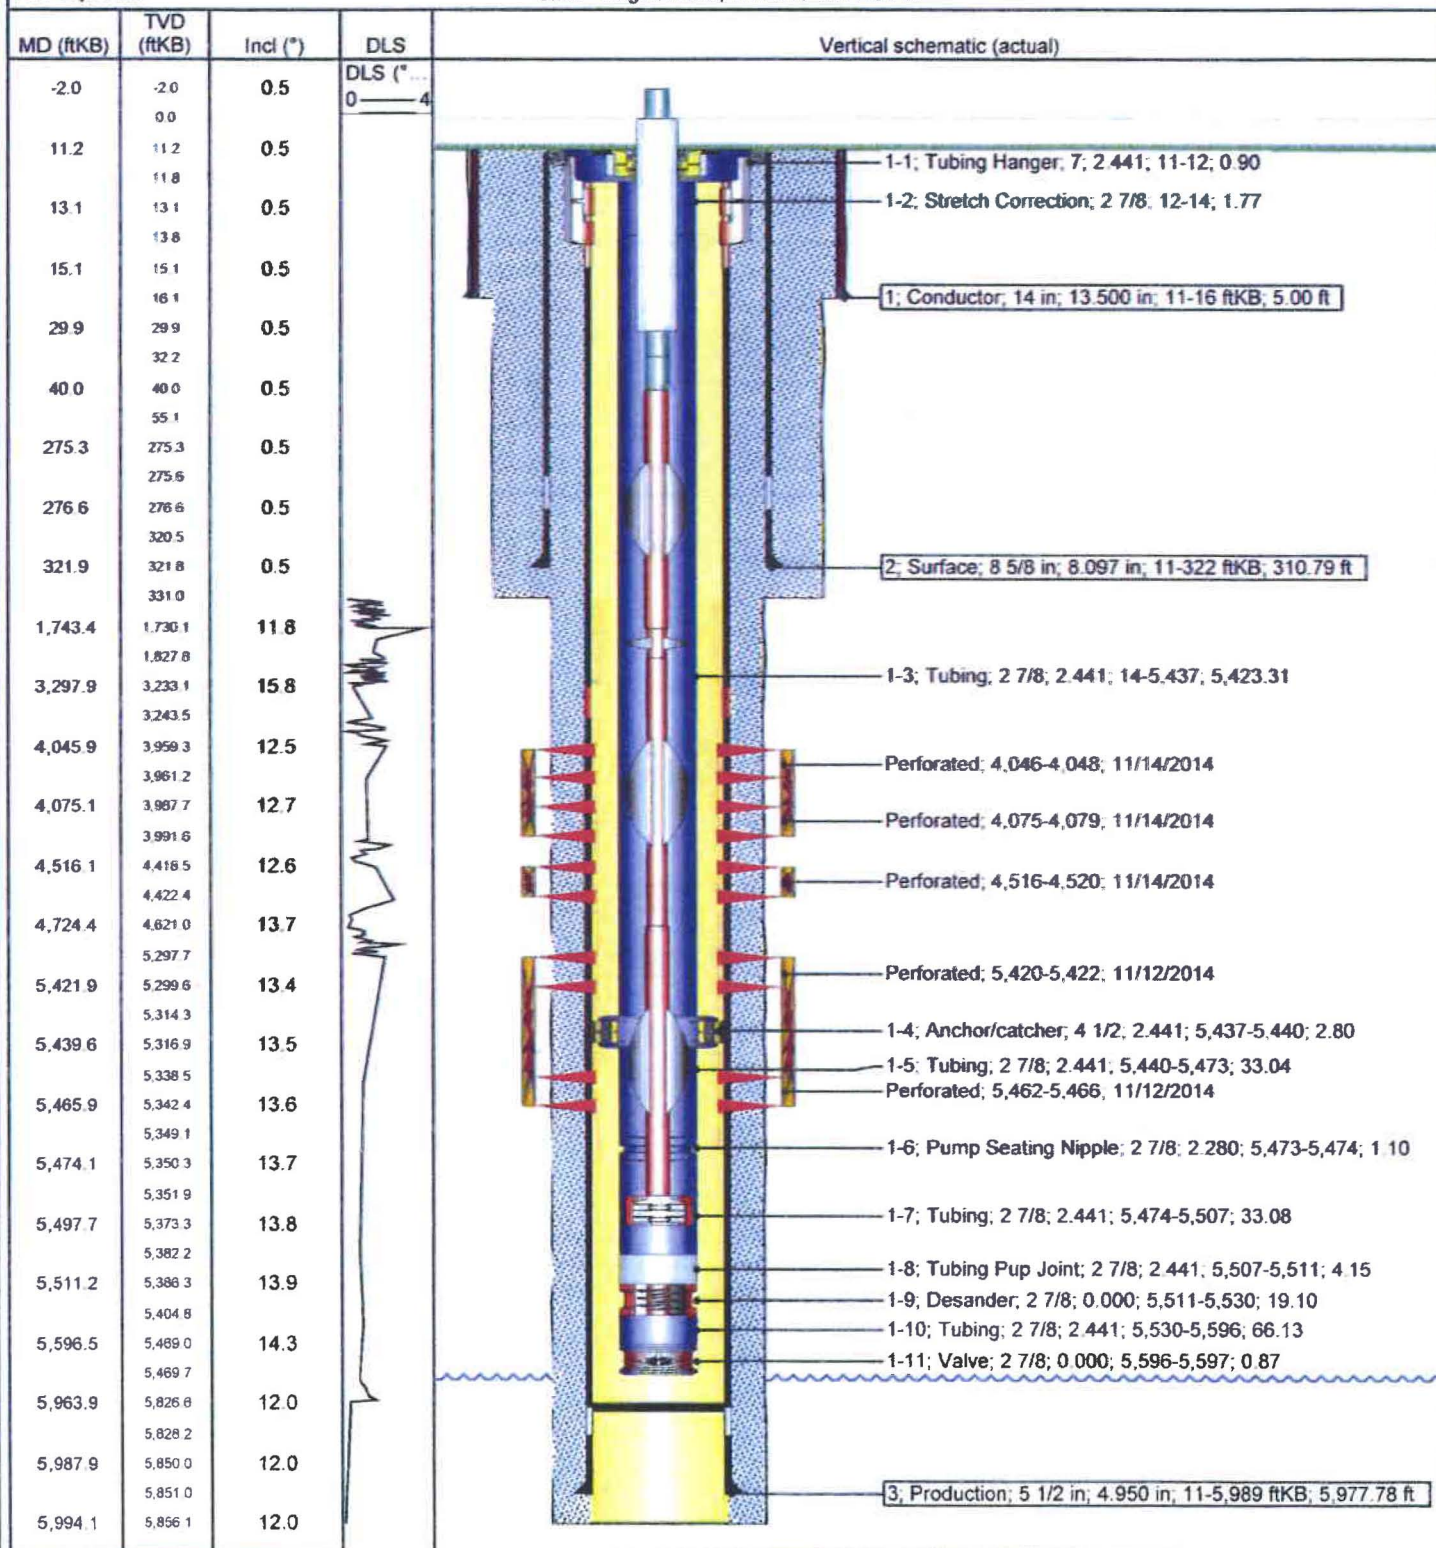 MD (ftKB) TVD (ftKB) Incl (°) DLS Vertical schematic (actual)
DLS (°...
0 4
-2.0 -2.0 0.5
0.0
11.2 11.2 0.5
1-1; Tubing Hanger; 7; 2.441; 11-12; 0.90
11.8
13.1 13.1 0.5
1-2; Stretch Correction; 2 7/8; 12-14; 1.77
13.8
15.1 15.1 0.5
16.1
1; Conductor; 14 in; 13.500 in; 11-16 ftKB; 5.00 ft
29.9 29.9 0.5
32.2
40.0 40.0 0.5
55.1
275.3 275.3 0.5
275.6
276.6 276.6 0.5
320.5
321.9 321.8 0.5
2; Surface; 8 5/8 in; 8.097 in; 11-322 ftKB; 310.79 ft
331.0
1,743.4 1,730.1 11.8
1,827.8
3,297.9 3,233.1 15.8
1-3; Tubing; 2 7/8; 2.441; 14-5,437; 5,423.31
3,243.5
4,045.9 3,959.3 12.5
Perforated; 4,046-4,048; 11/14/2014
3,961.2
4,075.1 3,987.7 12.7
Perforated; 4,075-4,079; 11/14/2014
3,991.6
4,516.1 4,418.5 12.6
Perforated; 4,516-4,520; 11/14/2014
4,422.4
4,724.4 4,621.0 13.7
5,297.7
Perforated; 5,420-5,422; 11/12/2014
5,421.9 5,299.6 13.4
5,314.3
1-4; Anchor/catcher; 4 1/2; 2.441; 5,437-5,440; 2.80
5,439.6 5,316.9 13.5
1-5; Tubing; 2 7/8; 2.441; 5,440-5,473; 33.04
5,338.5
Perforated; 5,462-5,466; 11/12/2014
5,465.9 5,342.4 13.6
5,349.1
1-6; Pump Seating Nipple; 2 7/8; 2.280; 5,473-5,474; 1.10
5,474.1 5,350.3 13.7
5,351.9
1-7; Tubing; 2 7/8; 2.441; 5,474-5,507; 33.08
5,497.7 5,373.3 13.8
5,382.2
1-8; Tubing Pup Joint; 2 7/8; 2.441; 5,507-5,511; 4.15
5,511.2 5,386.3 13.9
1-9; Desander; 2 7/8; 0.000; 5,511-5,530; 19.10
5,404.8
1-10; Tubing; 2 7/8; 2.441; 5,530-5,596; 66.13
5,596.5 5,469.0 14.3
1-11; Valve; 2 7/8; 0.000; 5,596-5,597; 0.87
5,469.7
5,963.9 5,826.6 12.0
5,828.2
5,987.9 5,850.0 12.0
5,851.0
3; Production; 5 1/2 in; 4.950 in; 11-5,989 ftKB; 5,977.78 ft
5,994.1 5,856.1 12.0